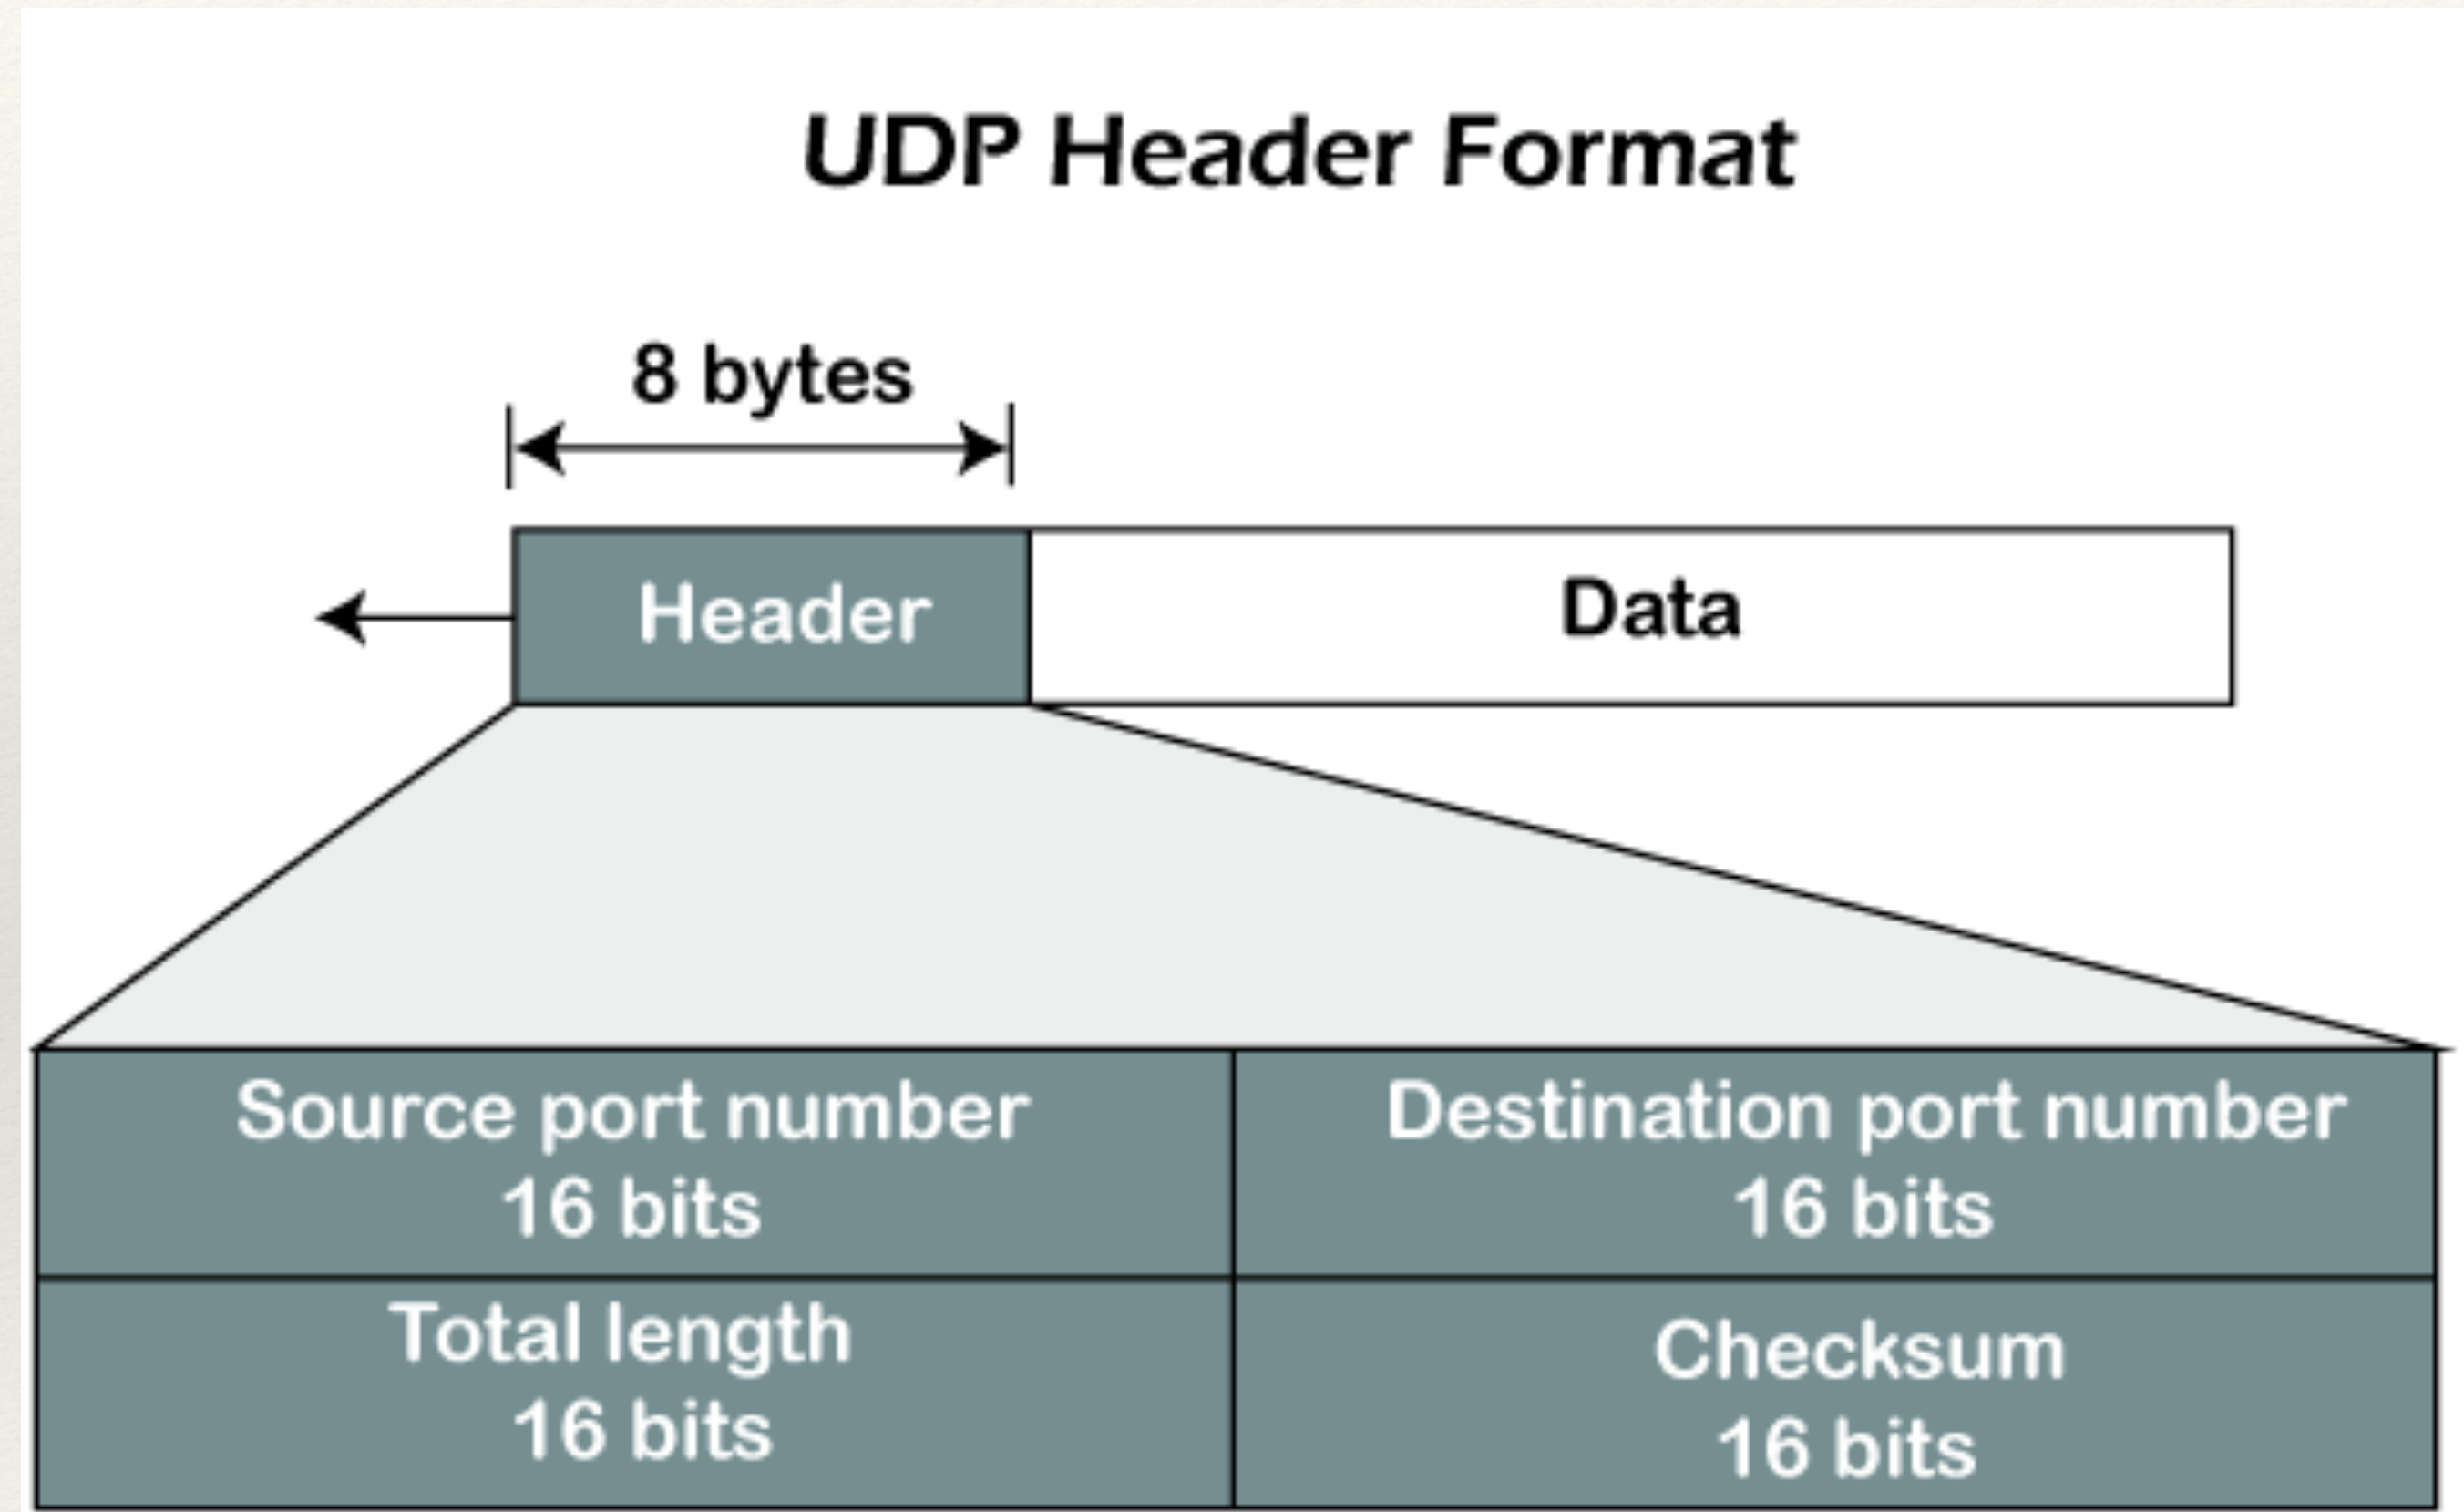 UDP Header Format
8 bytes
Header
Data
Source port number
16 bits
Destination port number
16 bits
Total length
16 bits
Checksum
16 bits